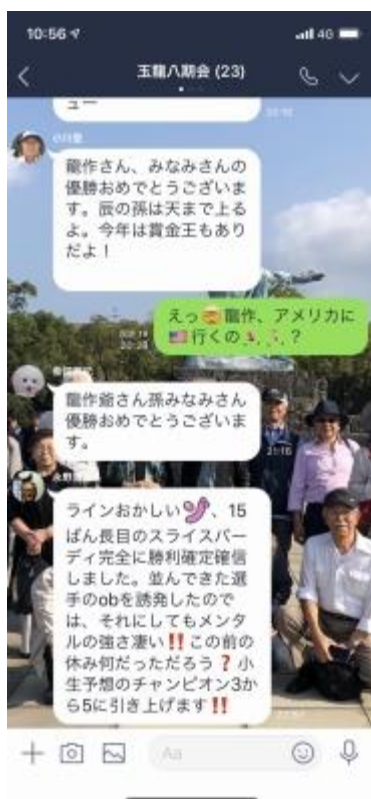 10:56
4G
玉龍八期会 (23)
ュー
龍作さん、みなみさんの
優勝おめでとうございま
す。辰の孫は天まで上る
よ。今年は賞金王もあり
だよ！
えっ🤯龍作、アメリカに
🇺🇸行くの🏃🏃？
龍作爺さん孫みなみさん
優勝おめでとうございま
す。
21:16
ラインおかしい、15
ばん長目のスライスバー
ディ完全に勝利確定確信
しました。並んできた選
手のobを誘発したので
は、それにしてもメンタ
ルの強さ凄い‼この前の
休み何だっただろう❓小
生予想のチャンピオン3か
ら5に引き上げます‼
Aa